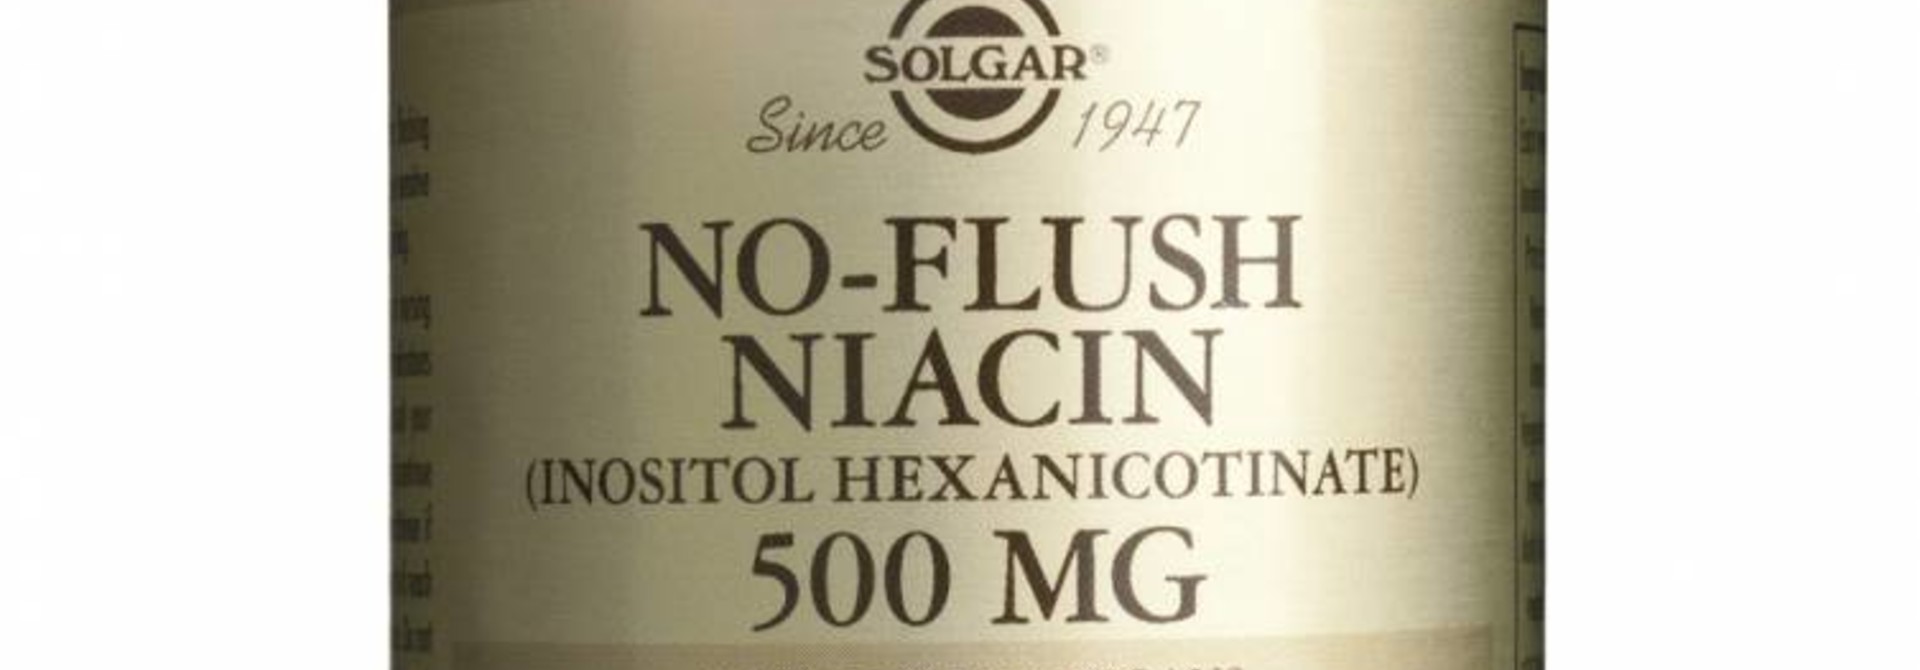 SOLGAR®
Since 1947
NO-FLUSH
NIACIN
(INOSITOL HEXANICOTINATE)
500 MG